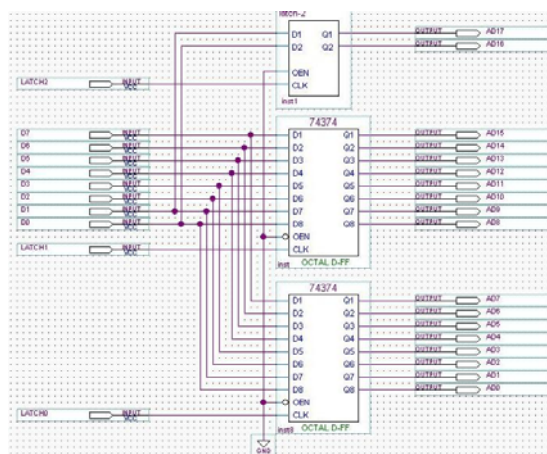 latch-2
D1 Q1 OUTPUT AD17
D2 Q2 OUTPUT AD16
OEN
LATCH2 INPUT VCC CLK
inst1
74374
D7 INPUT VCC D1 Q1 OUTPUT AD15
D6 INPUT VCC D2 Q2 OUTPUT AD14
D5 INPUT VCC D3 Q3 OUTPUT AD13
D4 INPUT VCC D4 Q4 OUTPUT AD12
D3 INPUT VCC D5 Q5 OUTPUT AD11
D2 INPUT VCC D6 Q6 OUTPUT AD10
D1 INPUT VCC D7 Q7 OUTPUT AD9
D0 INPUT VCC D8 Q8 OUTPUT AD8
OEN
LATCH1 INPUT VCC CLK
inst OCTAL D-FF
74374
D1 Q1 OUTPUT AD7
D2 Q2 OUTPUT AD6
D3 Q3 OUTPUT AD5
D4 Q4 OUTPUT AD4
D5 Q5 OUTPUT AD3
D6 Q6 OUTPUT AD2
D7 Q7 OUTPUT AD1
D8 Q8 OUTPUT AD0
OEN
LATCH0 INPUT VCC CLK
OCTAL D-FF
GND